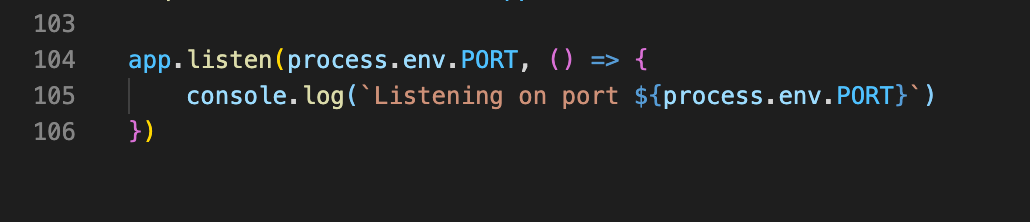 103
104 app.listen(process.env.PORT, () => {
105 console.log(`Listening on port ${process.env.PORT}`)
106 })